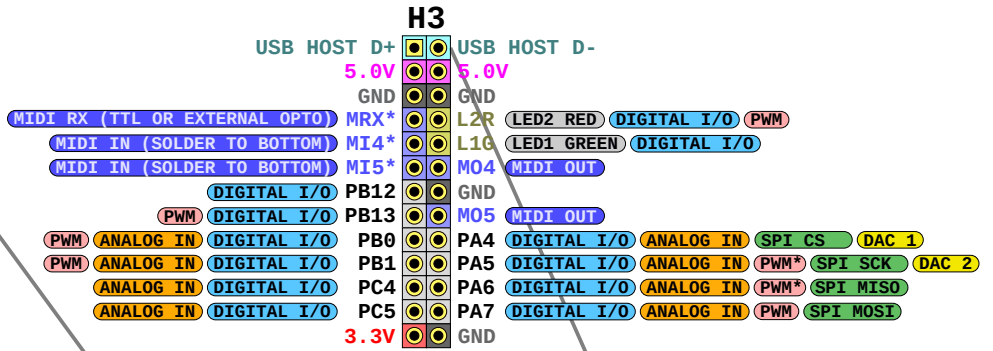 H3
USB HOST D+ USB HOST D-
5.0V 5.0V
GND GND
MIDI RX (TTL OR EXTERNAL OPTO) MRX* L2R LED2 RED DIGITAL I/O PWM
MIDI IN (SOLDER TO BOTTOM) MI4* L1G LED1 GREEN DIGITAL I/O
MIDI IN (SOLDER TO BOTTOM) MI5* MO4 MIDI OUT
DIGITAL I/O PB12 GND
PWM DIGITAL I/O PB13 MO5 MIDI OUT
PWM ANALOG IN DIGITAL I/O PB0 PA4 DIGITAL I/O ANALOG IN SPI CS DAC 1
PWM ANALOG IN DIGITAL I/O PB1 PA5 DIGITAL I/O ANALOG IN PWM* SPI SCK DAC 2
ANALOG IN DIGITAL I/O PC4 PA6 DIGITAL I/O ANALOG IN PWM* SPI MISO
ANALOG IN DIGITAL I/O PC5 PA7 DIGITAL I/O ANALOG IN PWM SPI MOSI
3.3V GND